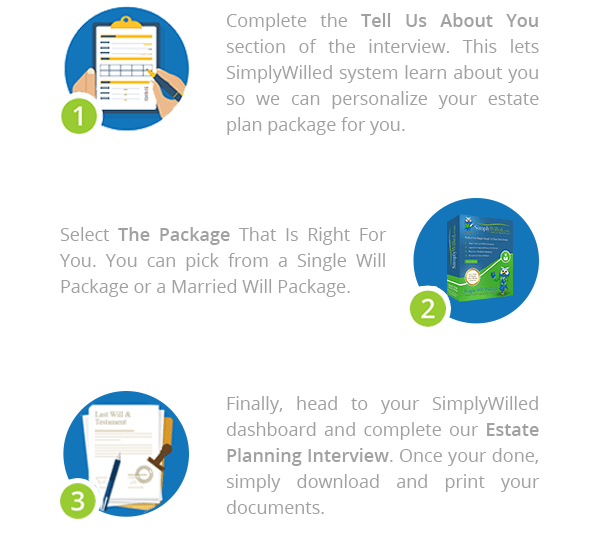 Complete the Tell Us About You
section of the interview. This lets
SimplyWilled system learn about you
so we can personalize your estate
plan package for you.
1
Select The Package That Is Right For
You. You can pick from a Single Will
Package or a Married Will Package.
SimplyWilled
2
Last Will &
Testament
Finally, head to your SimplyWilled
dashboard and complete our Estate
Planning Interview. Once your done,
simply download and print your
documents.
3